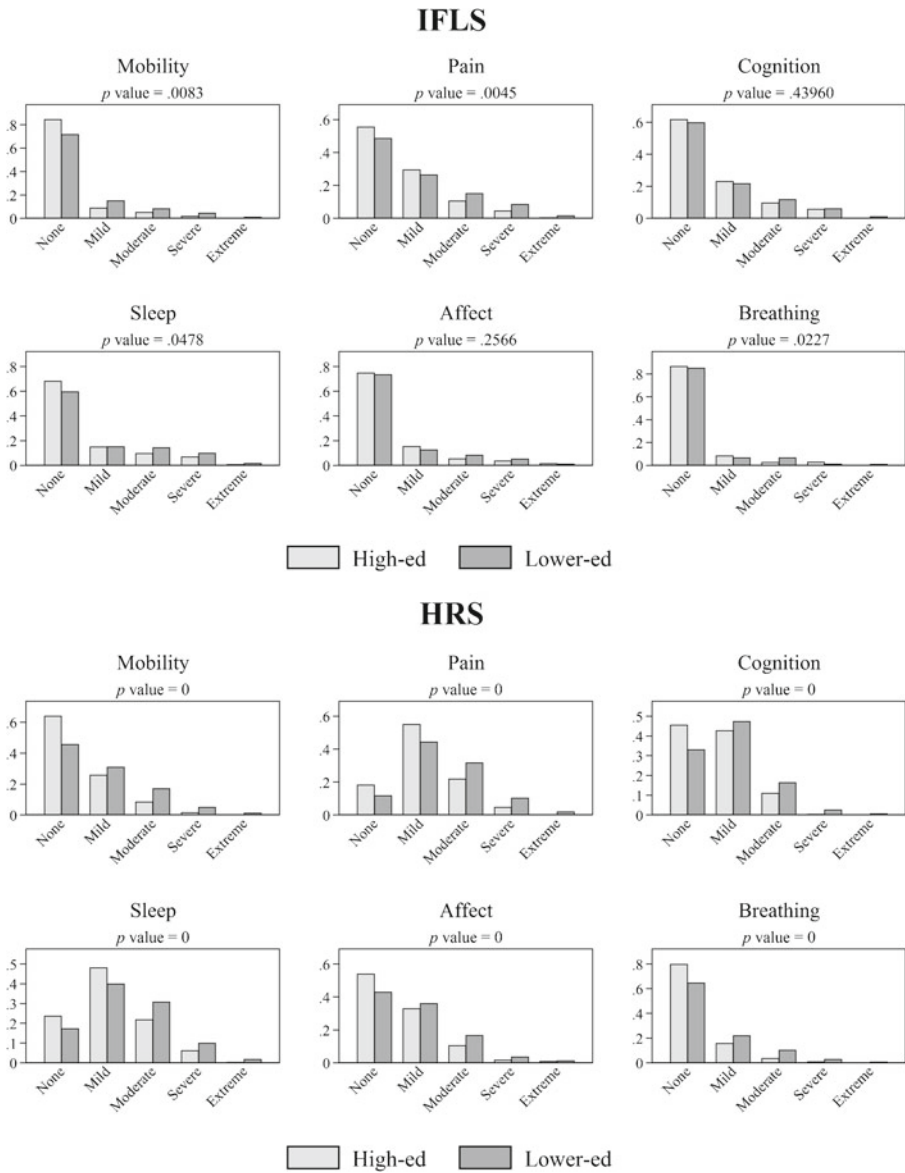 IFLS
Mobility
p value = .0083
.8
.6
.4
.2
0
None
Mild
Moderate
Severe
Extreme
Pain
p value = .0045
.6
.4
.2
0
None
Mild
Moderate
Severe
Extreme
Cognition
p value = .43960
.6
.4
.2
0
None
Mild
Moderate
Severe
Extreme
Sleep
p value = .0478
.8
.6
.4
.2
0
None
Mild
Moderate
Severe
Extreme
Affect
p value = .2566
.8
.6
.4
.2
0
None
Mild
Moderate
Severe
Extreme
Breathing
p value = .0227
.8
.6
.4
.2
0
None
Mild
Moderate
Severe
Extreme
High-ed Lower-ed
HRS
Mobility
p value = 0
.6
.4
.2
0
None
Mild
Moderate
Severe
Extreme
Pain
p value = 0
.6
.4
.2
0
None
Mild
Moderate
Severe
Extreme
Cognition
p value = 0
.5
.4
.3
.2
.1
0
None
Mild
Moderate
Severe
Extreme
Sleep
p value = 0
.5
.4
.3
.2
.1
0
None
Mild
Moderate
Severe
Extreme
Affect
p value = 0
.6
.4
.2
0
None
Mild
Moderate
Severe
Extreme
Breathing
p value = 0
.8
.6
.4
.2
0
None
Mild
Moderate
Severe
Extreme
High-ed Lower-ed